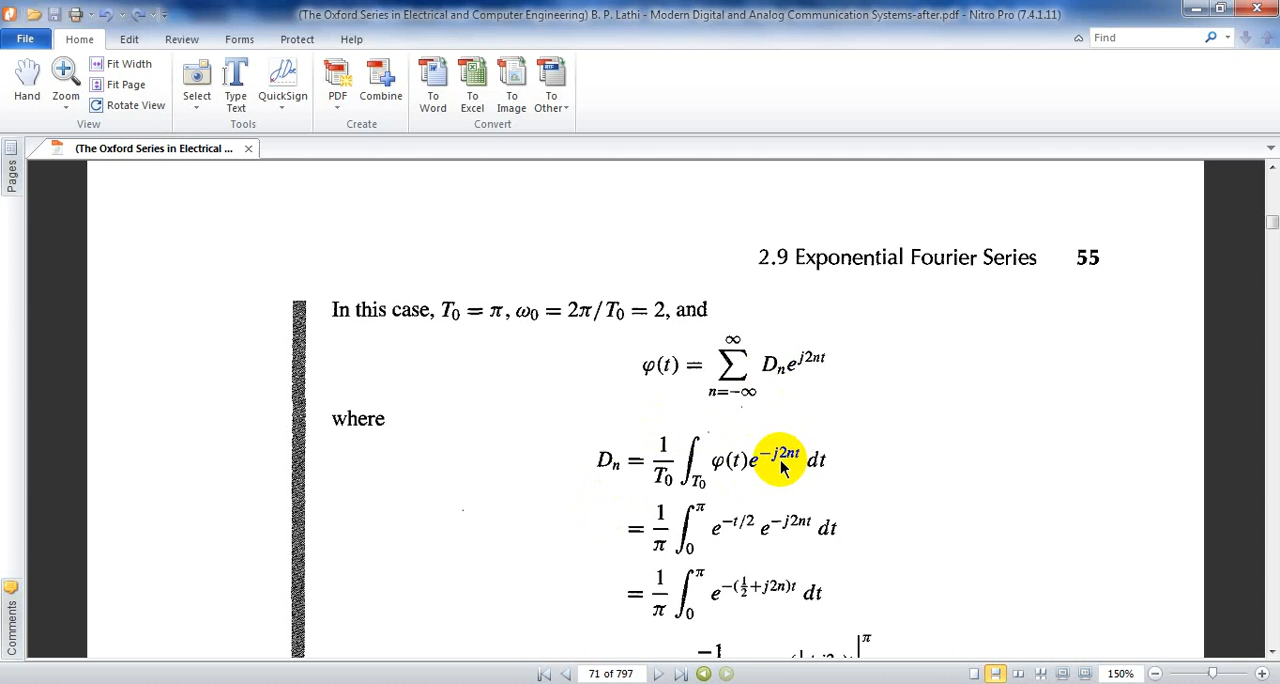 (The Oxford Series in Electrical and Computer Engineering) B. P. Lathi - Modern Digital and Analog Communication Systems-after.pdf - Nitro Pro (7.4.1.11)
File Home Edit Review Forms Protect Help Find
Hand Zoom Fit Width Fit Page Rotate View Select Type Text QuickSign PDF Combine To Word To Excel To Image To Other
View Tools Create Convert
(The Oxford Series in Electrical ...
Pages
2.9 Exponential Fourier Series 55
In this case, T₀ = π, ω₀ = 2π/T₀ = 2, and
φ(t) = ∑_{n=−∞}^{∞} Dₙe^{j2nt}
where
Dₙ = 1/T₀ ∫_{T₀} φ(t)e^{−j2nt} dt
= 1/π ∫₀^π e^{−t/2} e^{−j2nt} dt
= 1/π ∫₀^π e^{−(1/2+j2n)t} dt
Comments
71 of 797 150%